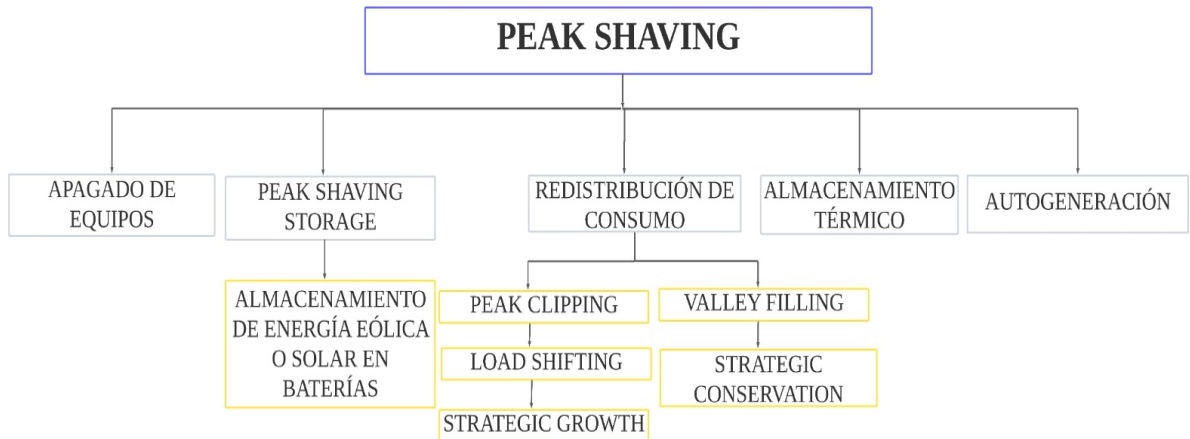 PEAK SHAVING
APAGADO DE
EQUIPOS
PEAK SHAVING
STORAGE
REDISTRIBUCIÓN DE
CONSUMO
ALMACENAMIENTO
TÉRMICO
AUTOGENERACIÓN
ALMACENAMIENTO
DE ENERGÍA EÓLICA
O SOLAR EN
BATERÍAS
PEAK CLIPPING
LOAD SHIFTING
STRATEGIC GROWTH
VALLEY FILLING
STRATEGIC
CONSERVATION